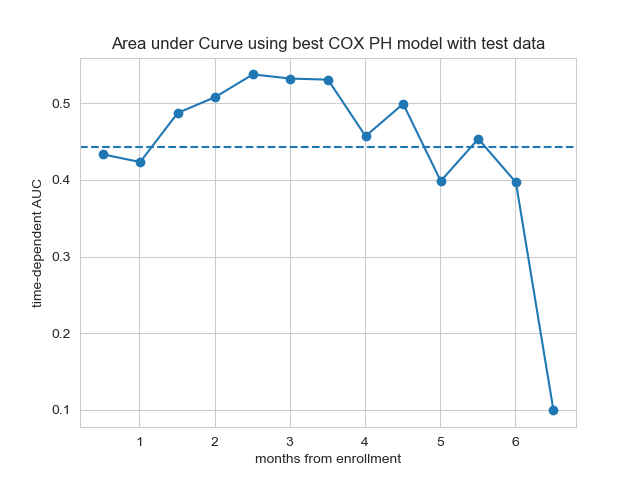 Area under Curve using best COX PH model with test data
time-dependent AUC
0.5
0.4
0.3
0.2
0.1
1 2 3 4 5 6
months from enrollment